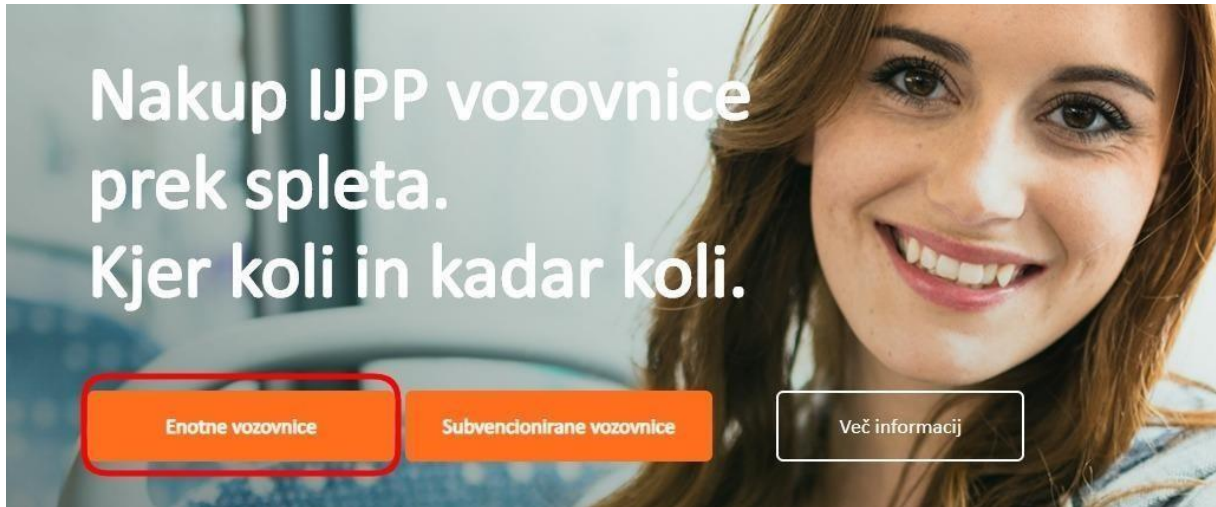 Nakup IJPP vozovnice
prek spleta.
Kjer koli in kadar koli.
Enotne vozovnice
Subvencionirane vozovnice
Več informacij